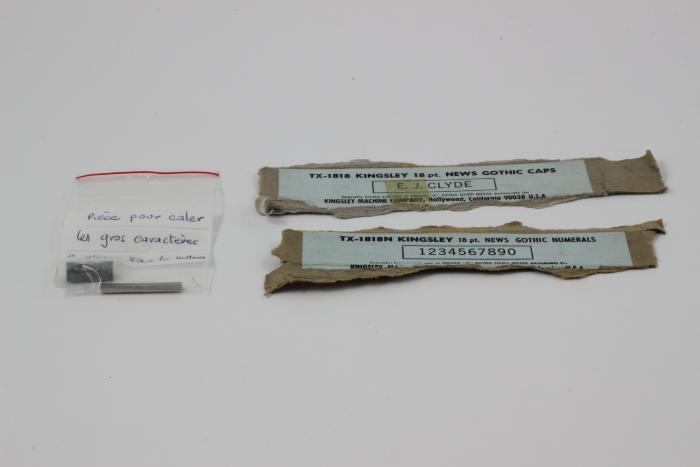 Pièce pour caler
les gros caractères
TX-1818 KINGSLEY 18 pt. NEWS GOTHIC CAPS
E. J. CLYDE
KINGSLEY MACHINE COMPANY, Hollywood, California 90038 U.S.A
TX-1818N KINGSLEY 18 pt. NEWS GOTHIC NUMERALS
1234567890